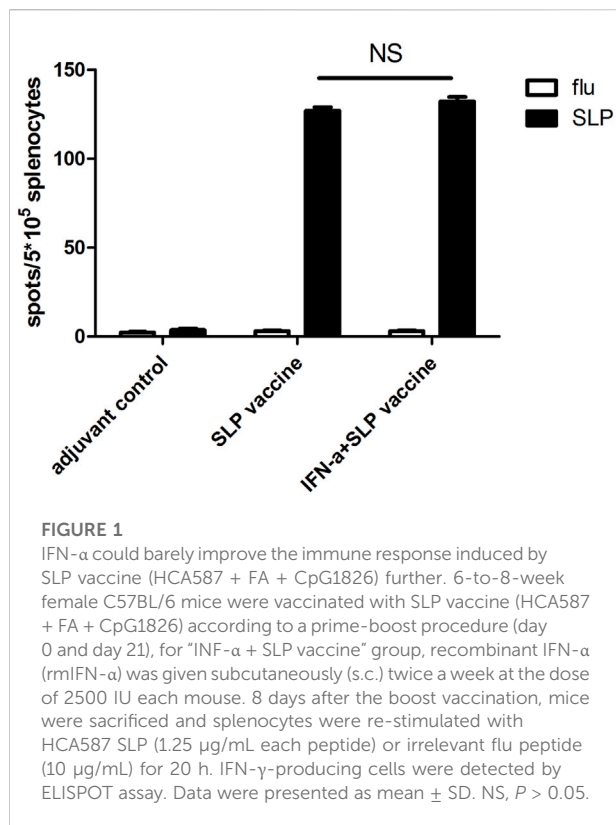 NS
flu
SLP
150
100
50
0
spots/5*10⁵ splenocytes
adjuvant control
SLP vaccine
IFN-a+SLP vaccine
FIGURE 1
IFN-α could barely improve the immune response induced by
SLP vaccine (HCA587 + FA + CpG1826) further. 6-to-8-week
female C57BL/6 mice were vaccinated with SLP vaccine (HCA587
+ FA + CpG1826) according to a prime-boost procedure (day
0 and day 21), for “INF-α + SLP vaccine” group, recombinant IFN-α
(rmIFN-α) was given subcutaneously (s.c.) twice a week at the dose
of 2500 IU each mouse. 8 days after the boost vaccination, mice
were sacrificed and splenocytes were re-stimulated with
HCA587 SLP (1.25 µg/mL each peptide) or irrelevant flu peptide
(10 µg/mL) for 20 h. IFN-γ-producing cells were detected by
ELISPOT assay. Data were presented as mean ± SD. NS, P > 0.05.